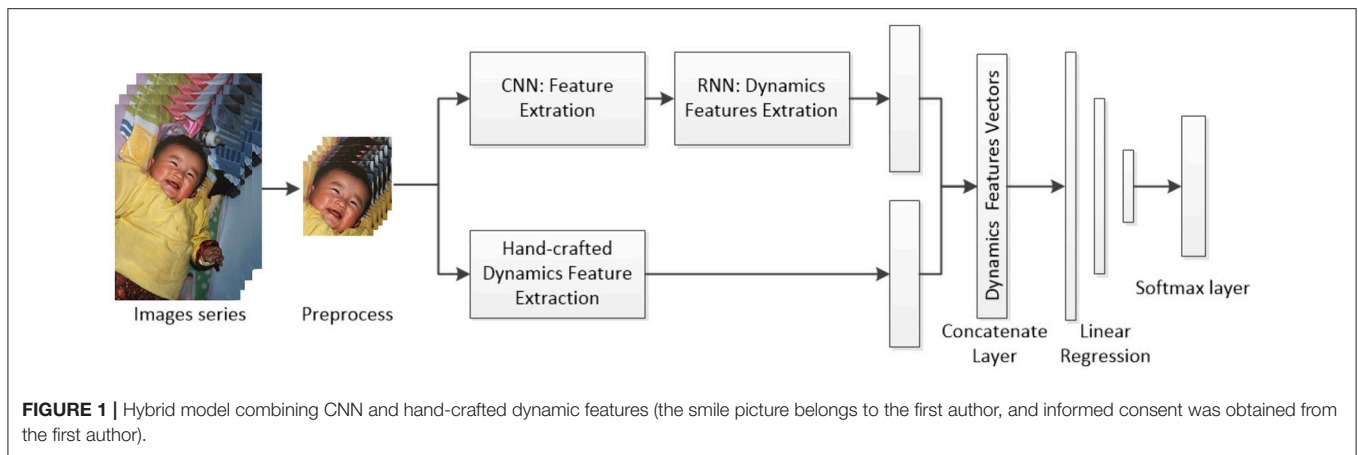 CNN: Feature
Extration
RNN: Dynamics
Features Extration
Hand-crafted
Dynamics Feature
Extraction
Images series
Preprocess
Dynamics Features Vectors
Concatenate
Layer
Linear
Regression
Softmax layer
FIGURE 1 | Hybrid model combining CNN and hand-crafted dynamic features (the smile picture belongs to the first author, and informed consent was obtained from
the first author).